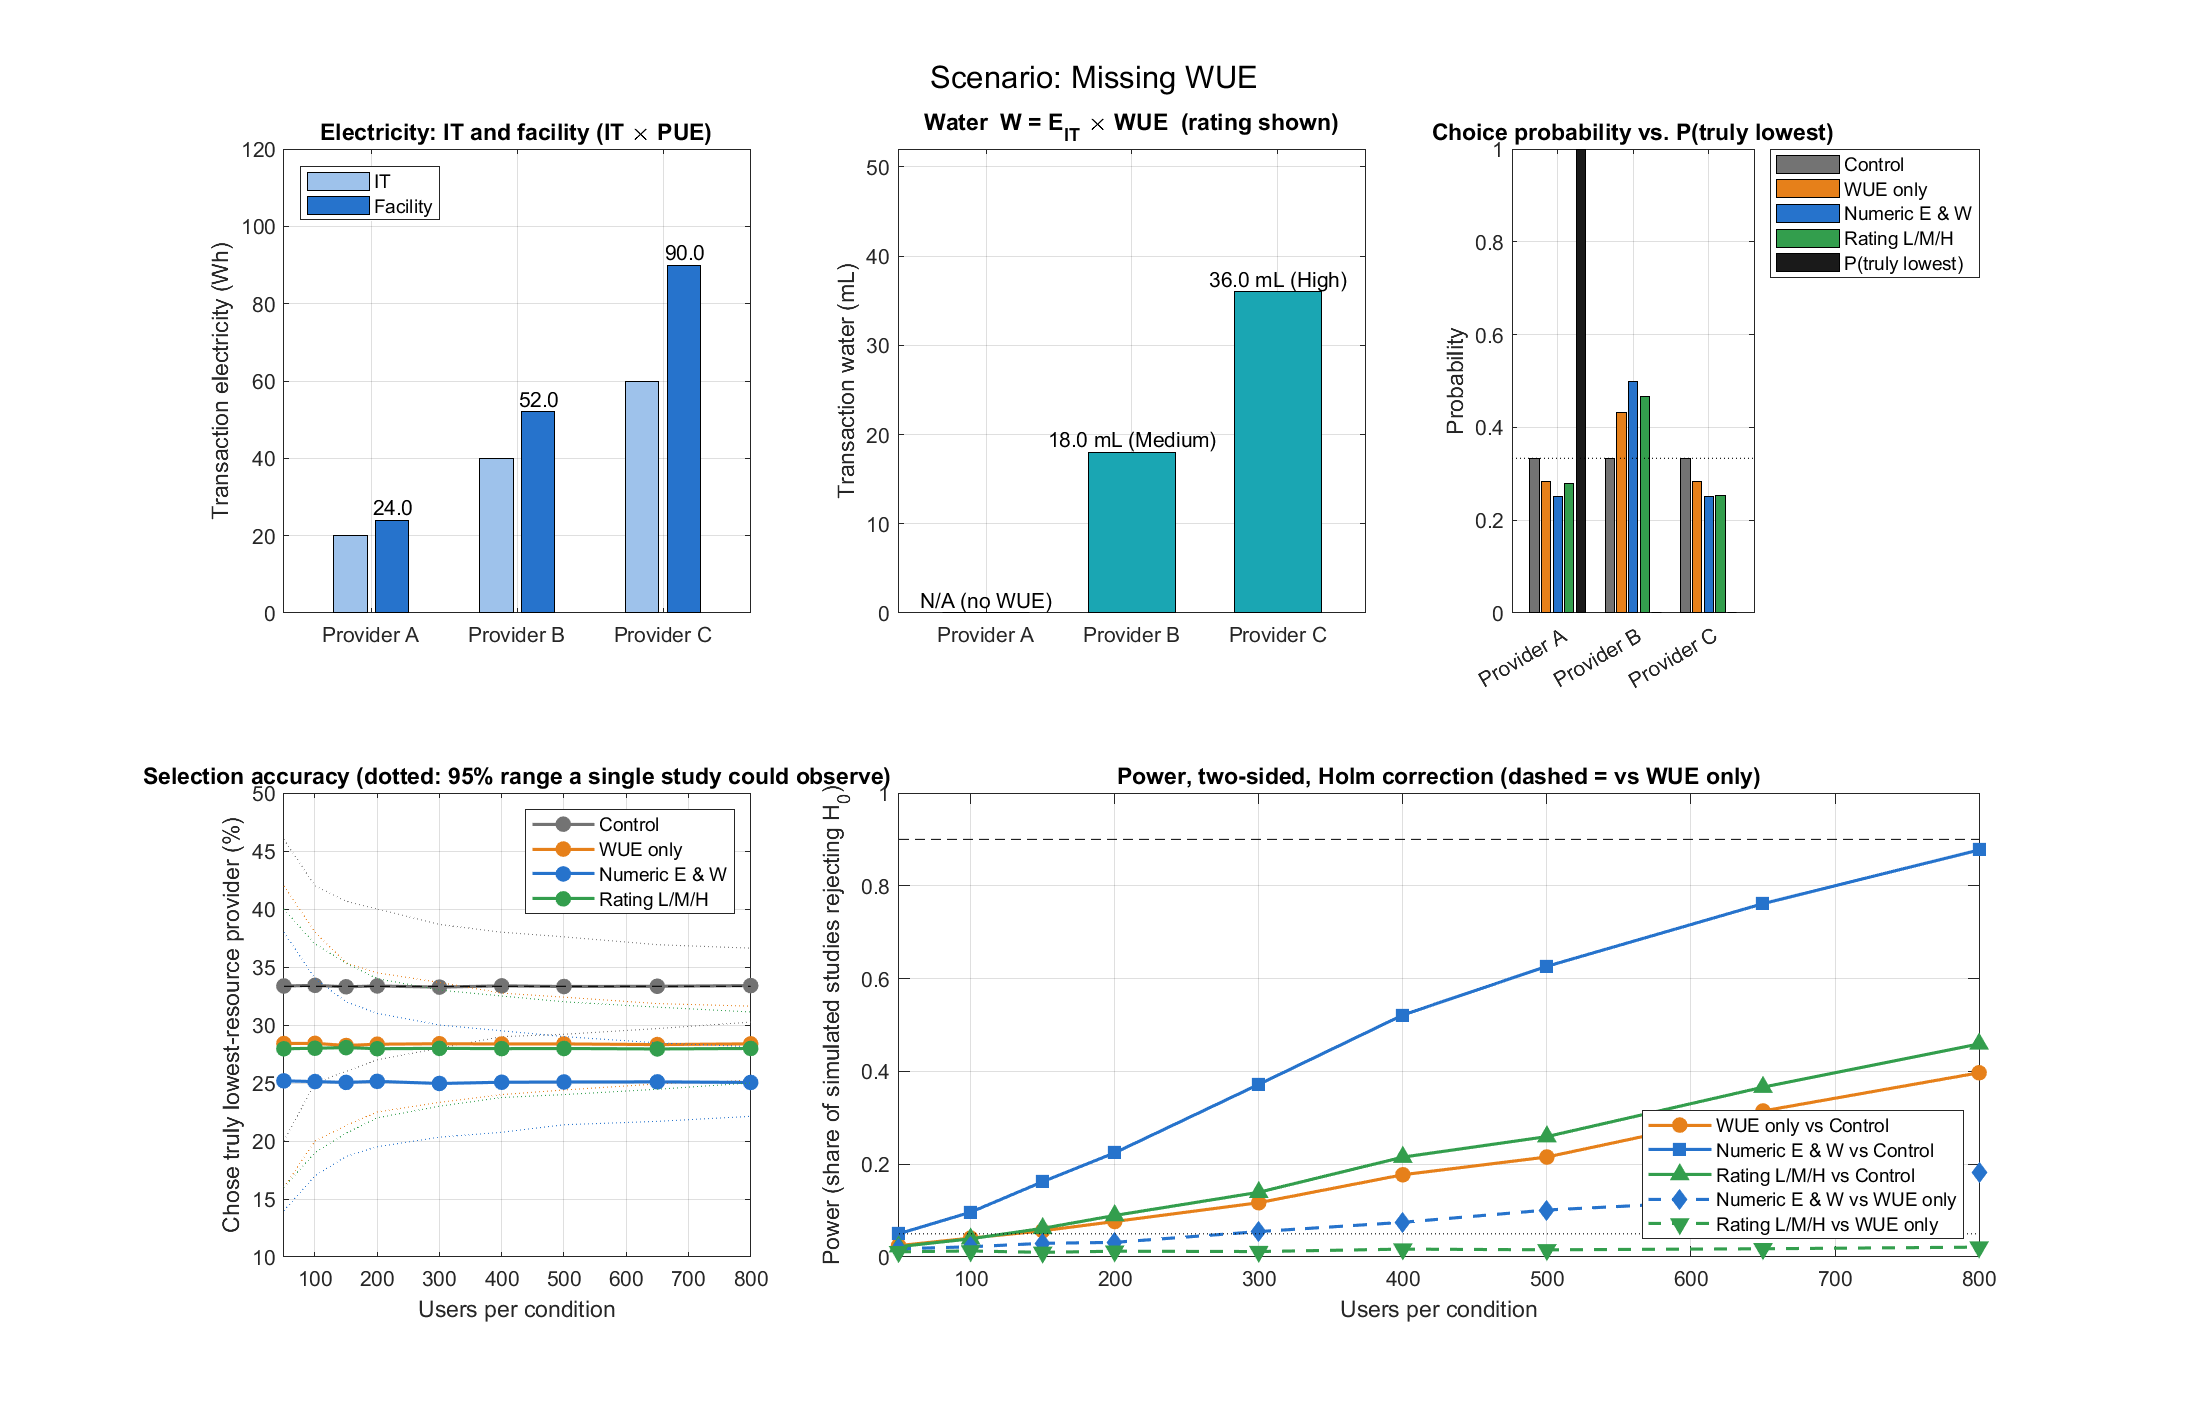 Scenario: Missing WUE
Electricity: IT and facility (IT × PUE)
Transaction electricity (Wh)
120
100
80
60
40
20
0
IT
Facility
24.0
52.0
90.0
Provider A
Provider B
Provider C
Water W = E_IT × WUE (rating shown)
Transaction water (mL)
50
40
30
20
10
0
N/A (no WUE)
18.0 mL (Medium)
36.0 mL (High)
Provider A
Provider B
Provider C
Choice probability vs. P(truly lowest)
Probability
1
0.8
0.6
0.4
0.2
0
Provider A
Provider B
Provider C
Control
WUE only
Numeric E & W
Rating L/M/H
P(truly lowest)
Selection accuracy (dotted: 95% range a single study could observe)
Chose truly lowest-resource provider (%)
50
45
40
35
30
25
20
15
10
Control
WUE only
Numeric E & W
Rating L/M/H
100
200
300
400
500
600
700
800
Users per condition
Power, two-sided, Holm correction (dashed = vs WUE only)
Power (share of simulated studies rejecting H_0)
1
0.8
0.6
0.4
0.2
0
WUE only vs Control
Numeric E & W vs Control
Rating L/M/H vs Control
Numeric E & W vs WUE only
Rating L/M/H vs WUE only
100
200
300
400
500
600
700
800
Users per condition